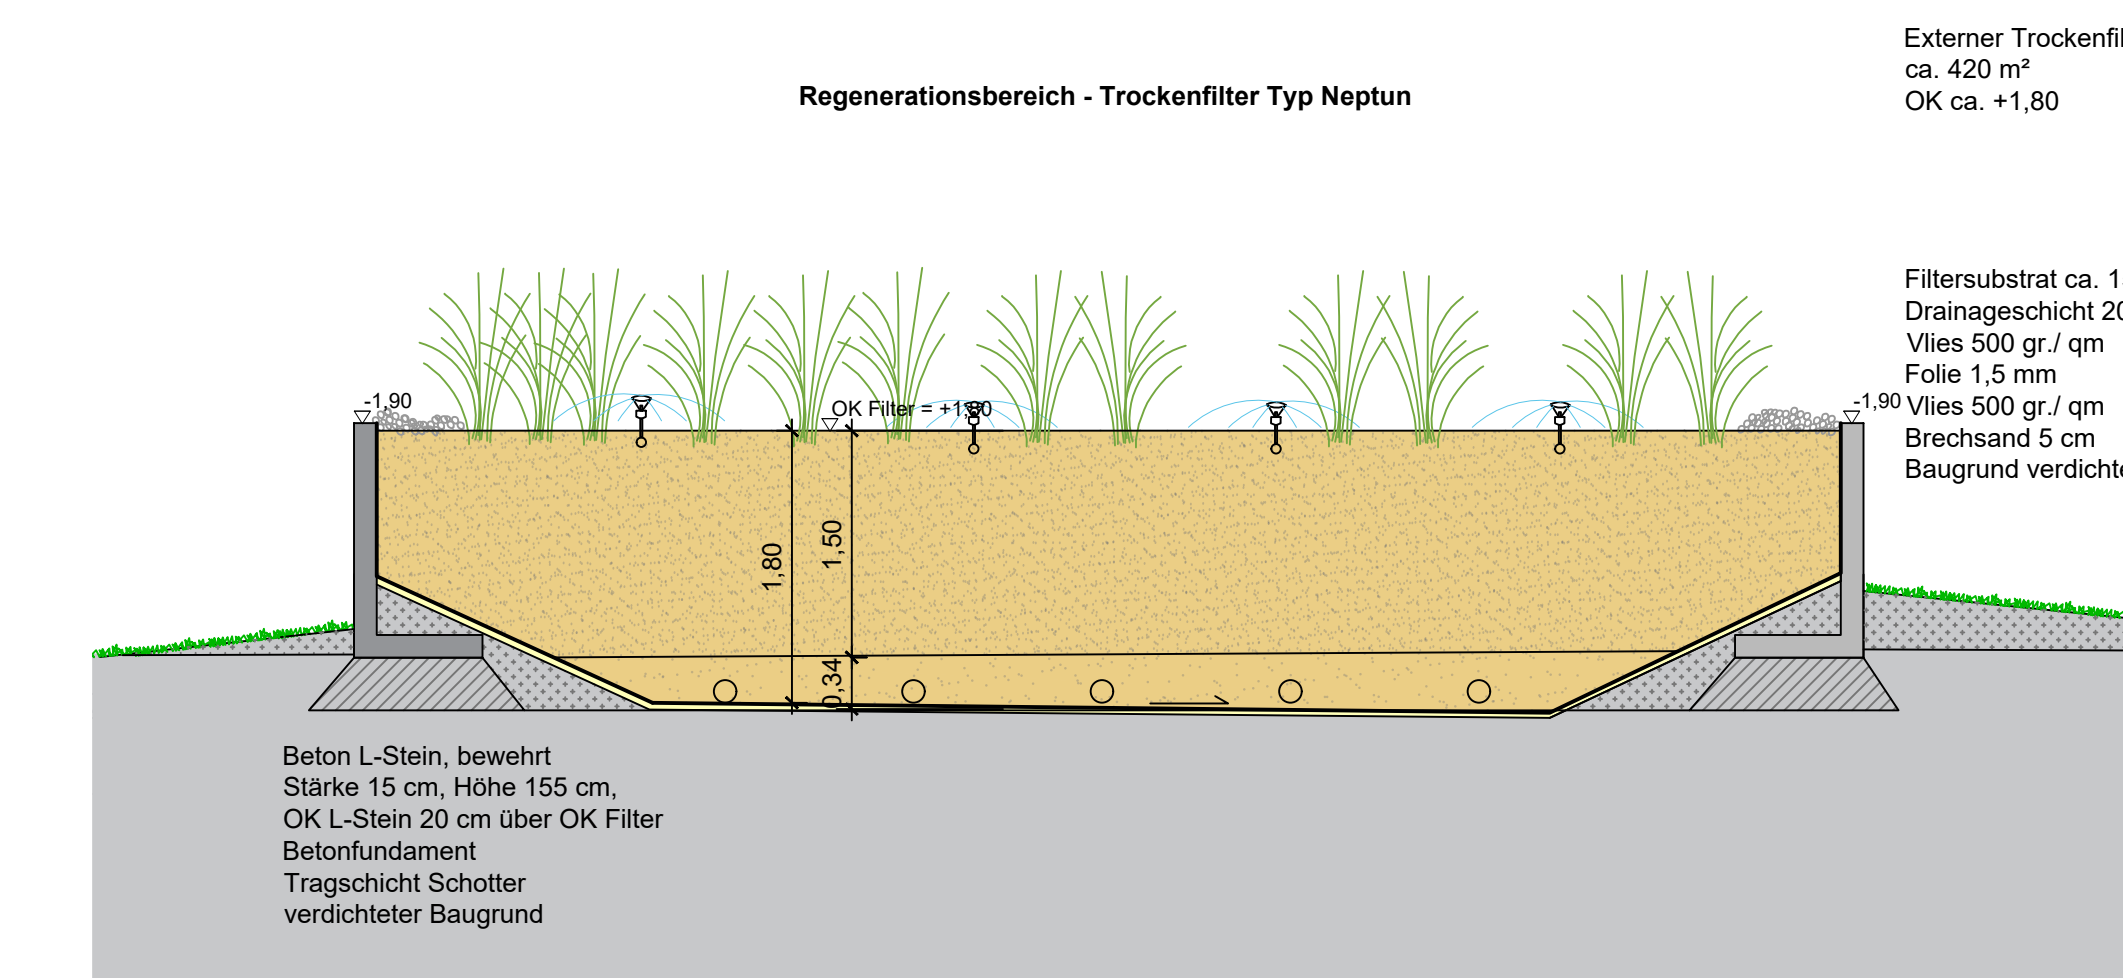 Externer Trockenfil
ca. 420 m²
OK ca. +1,80
Regenerationsbereich - Trockenfilter Typ Neptun
Filtersubstrat ca. 1
Drainageschicht 20
Vlies 500 gr./ qm
Folie 1,5 mm
Vlies 500 gr./ qm
Brechsand 5 cm
Baugrund verdichte
-1,90
OK Filter = +1,80
-1,90
1,80
1,50
0,34
Beton L-Stein, bewehrt
Stärke 15 cm, Höhe 155 cm,
OK L-Stein 20 cm über OK Filter
Betonfundament
Tragschicht Schotter
verdichteter Baugrund